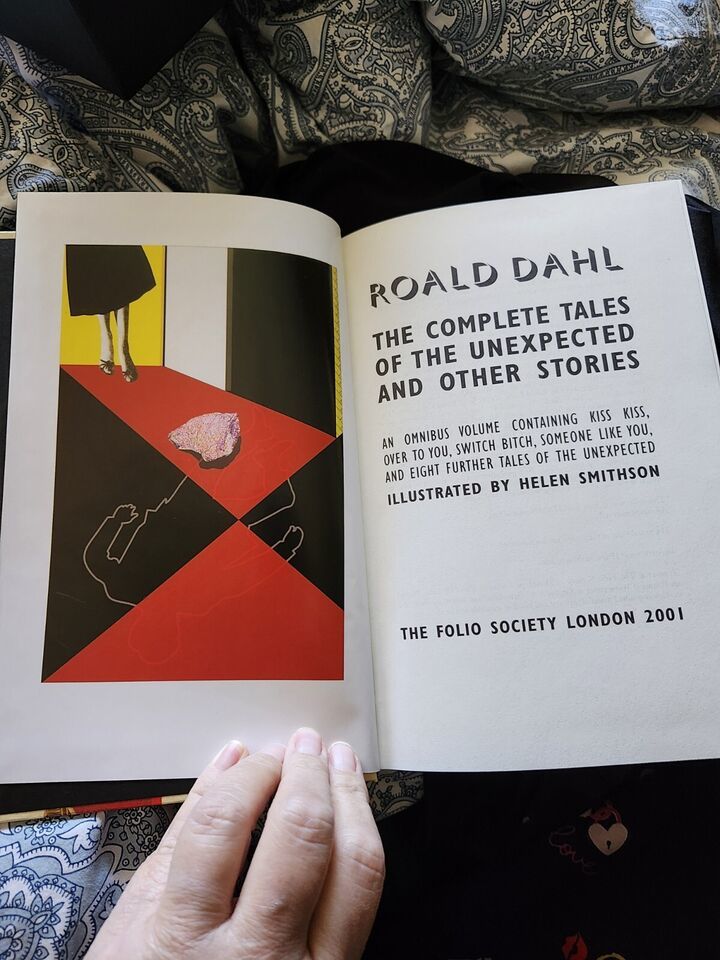 ROALD DAHL
THE COMPLETE TALES
OF THE UNEXPECTED
AND OTHER STORIES
AN OMNIBUS VOLUME CONTAINING KISS KISS,
OVER TO YOU, SWITCH BITCH, SOMEONE LIKE YOU,
AND EIGHT FURTHER TALES OF THE UNEXPECTED
ILLUSTRATED BY HELEN SMITHSON
THE FOLIO SOCIETY LONDON 2001
love